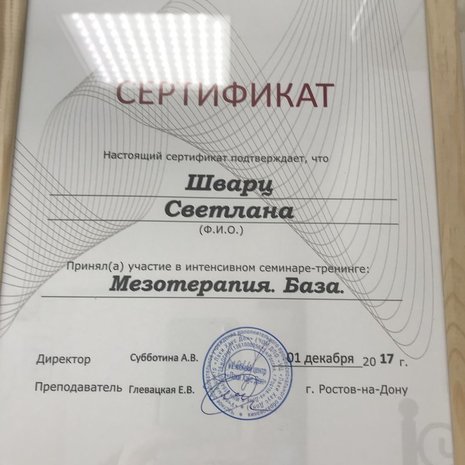 СЕРТИФИКАТ
Настоящий сертификат подтверждает, что
Шварц
Светлана
(Ф.И.О.)
Принял(а) участие в интенсивном семинаре-тренинге:
Мезотерапия. База.
Директор Субботина А.В. 01 декабря 2017 г.
Преподаватель Глевацкая Е.В. г. Ростов-на-Дону